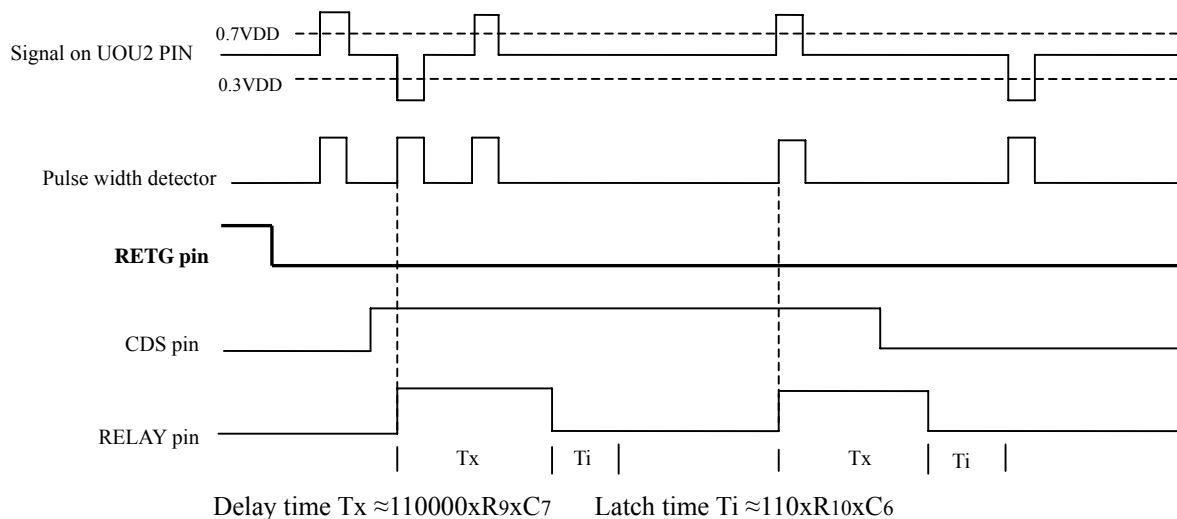 0.7VDD
Signal on UOU2 PIN
0.3VDD
Pulse width detector
RETG pin
CDS pin
RELAY pin
Tx Ti Tx Ti
Delay time Tx ≈110000xR9xC7 Latch time Ti ≈110xR10xC6